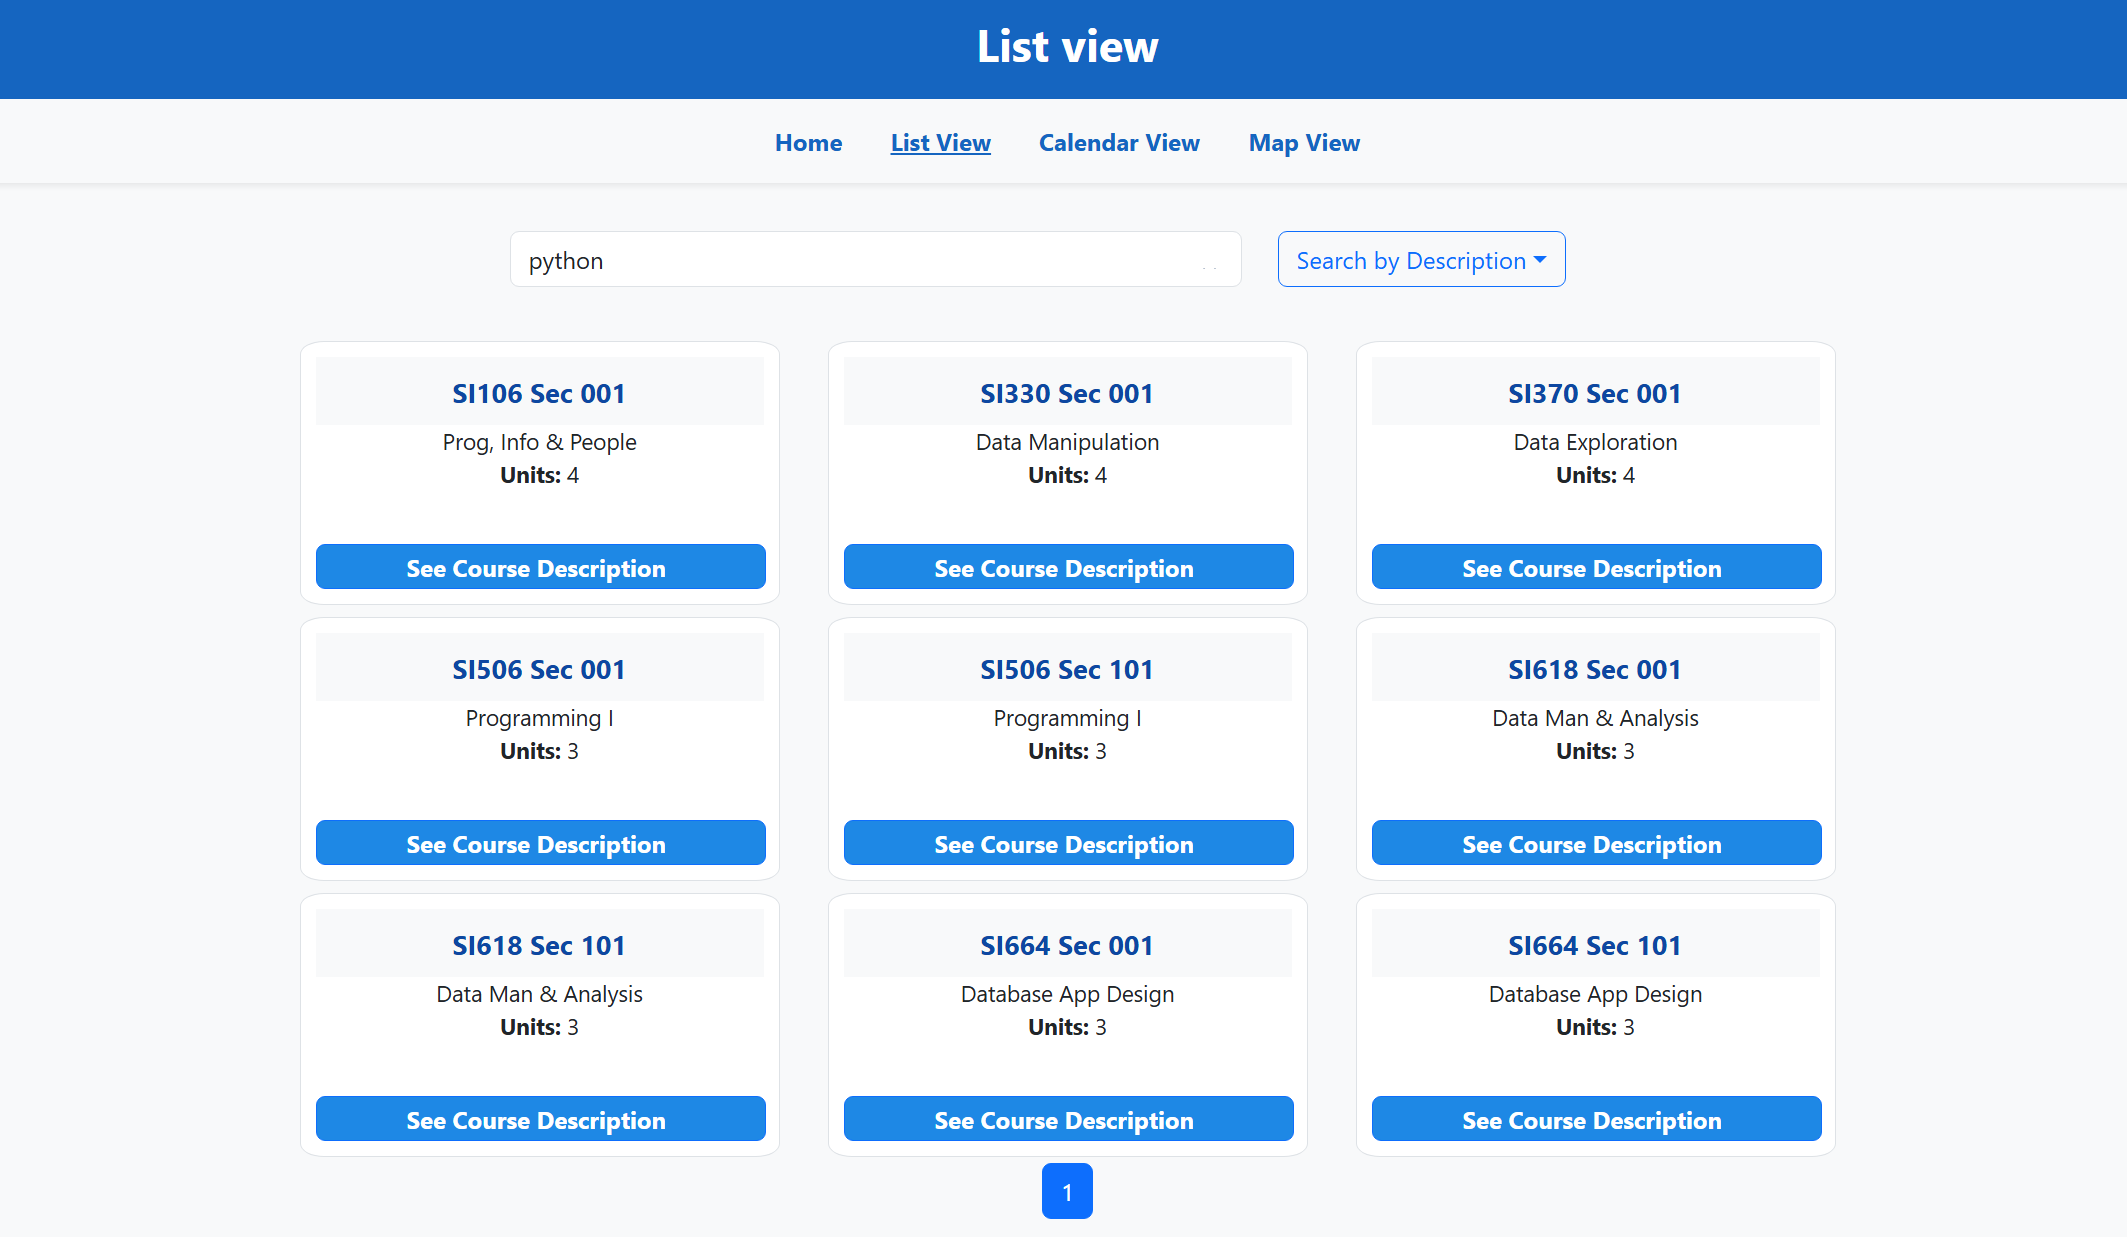 List view
Home List View Calendar View Map View
python Search by Description
SI106 Sec 001
Prog, Info & People
Units: 4
See Course Description
SI330 Sec 001
Data Manipulation
Units: 4
See Course Description
SI370 Sec 001
Data Exploration
Units: 4
See Course Description
SI506 Sec 001
Programming I
Units: 3
See Course Description
SI506 Sec 101
Programming I
Units: 3
See Course Description
SI618 Sec 001
Data Man & Analysis
Units: 3
See Course Description
SI618 Sec 101
Data Man & Analysis
Units: 3
See Course Description
SI664 Sec 001
Database App Design
Units: 3
See Course Description
SI664 Sec 101
Database App Design
Units: 3
See Course Description
1